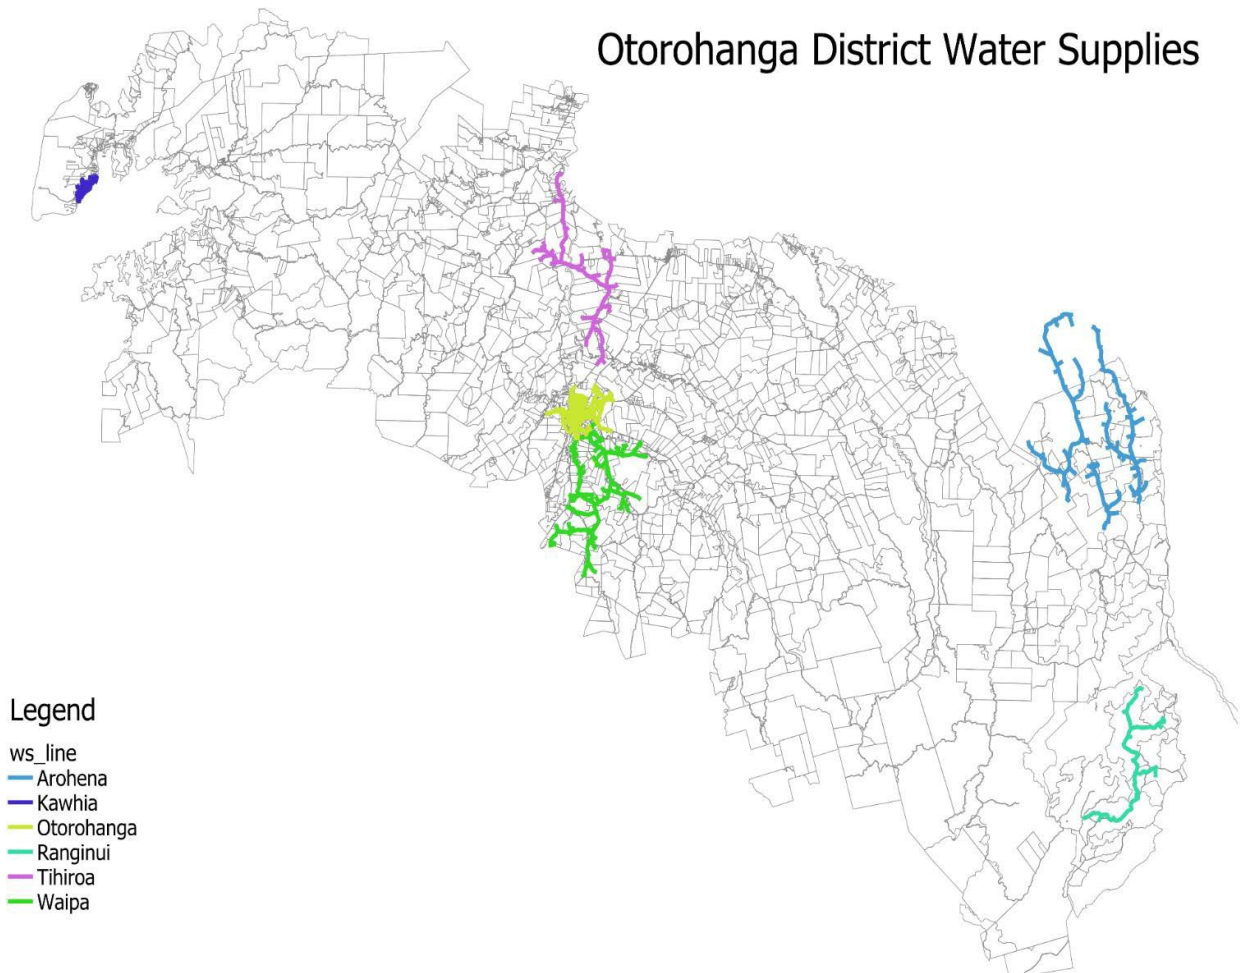 Otorohanga District Water Supplies
Legend
ws_line
Arohena
Kawhia
Otorohanga
Ranginui
Tihiroa
Waipa